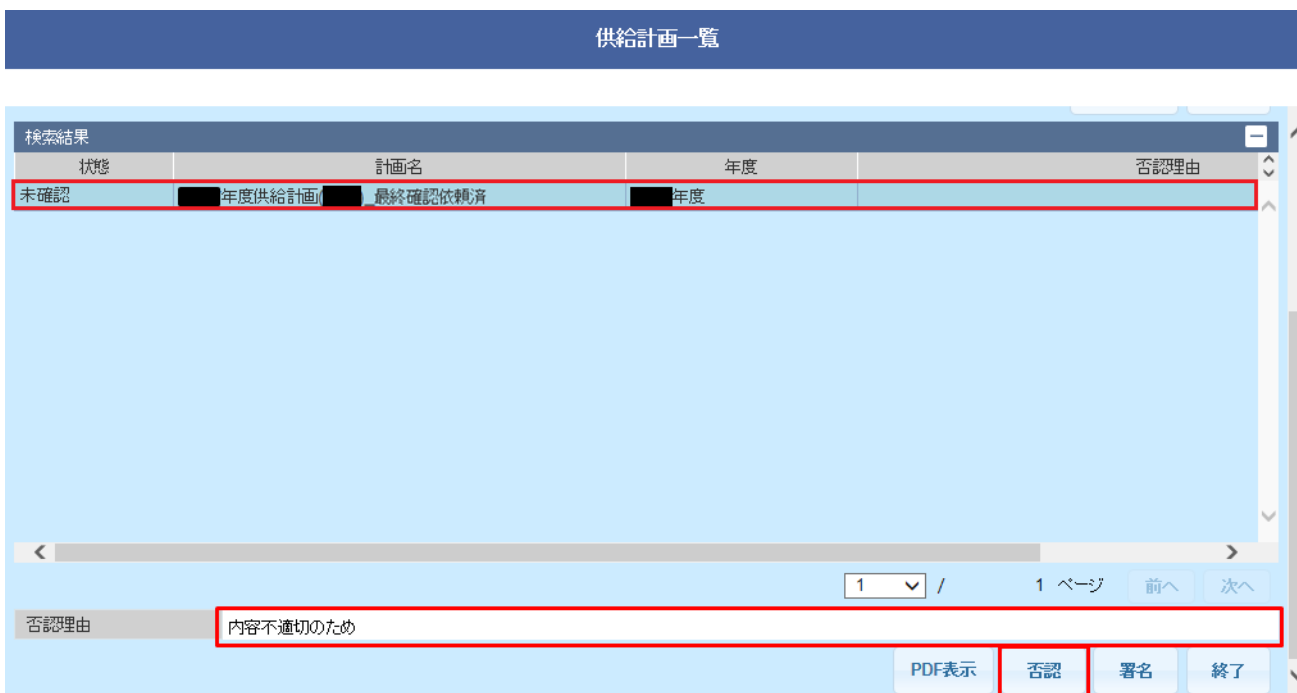 供給計画一覧
検索結果
状態 計画名 年度 否認理由
未確認 年度供給計画( )_最終確認依頼済 年度
1 / 1 ページ 前へ 次へ
否認理由 内容不適切のため
PDF表示 否認 署名 終了